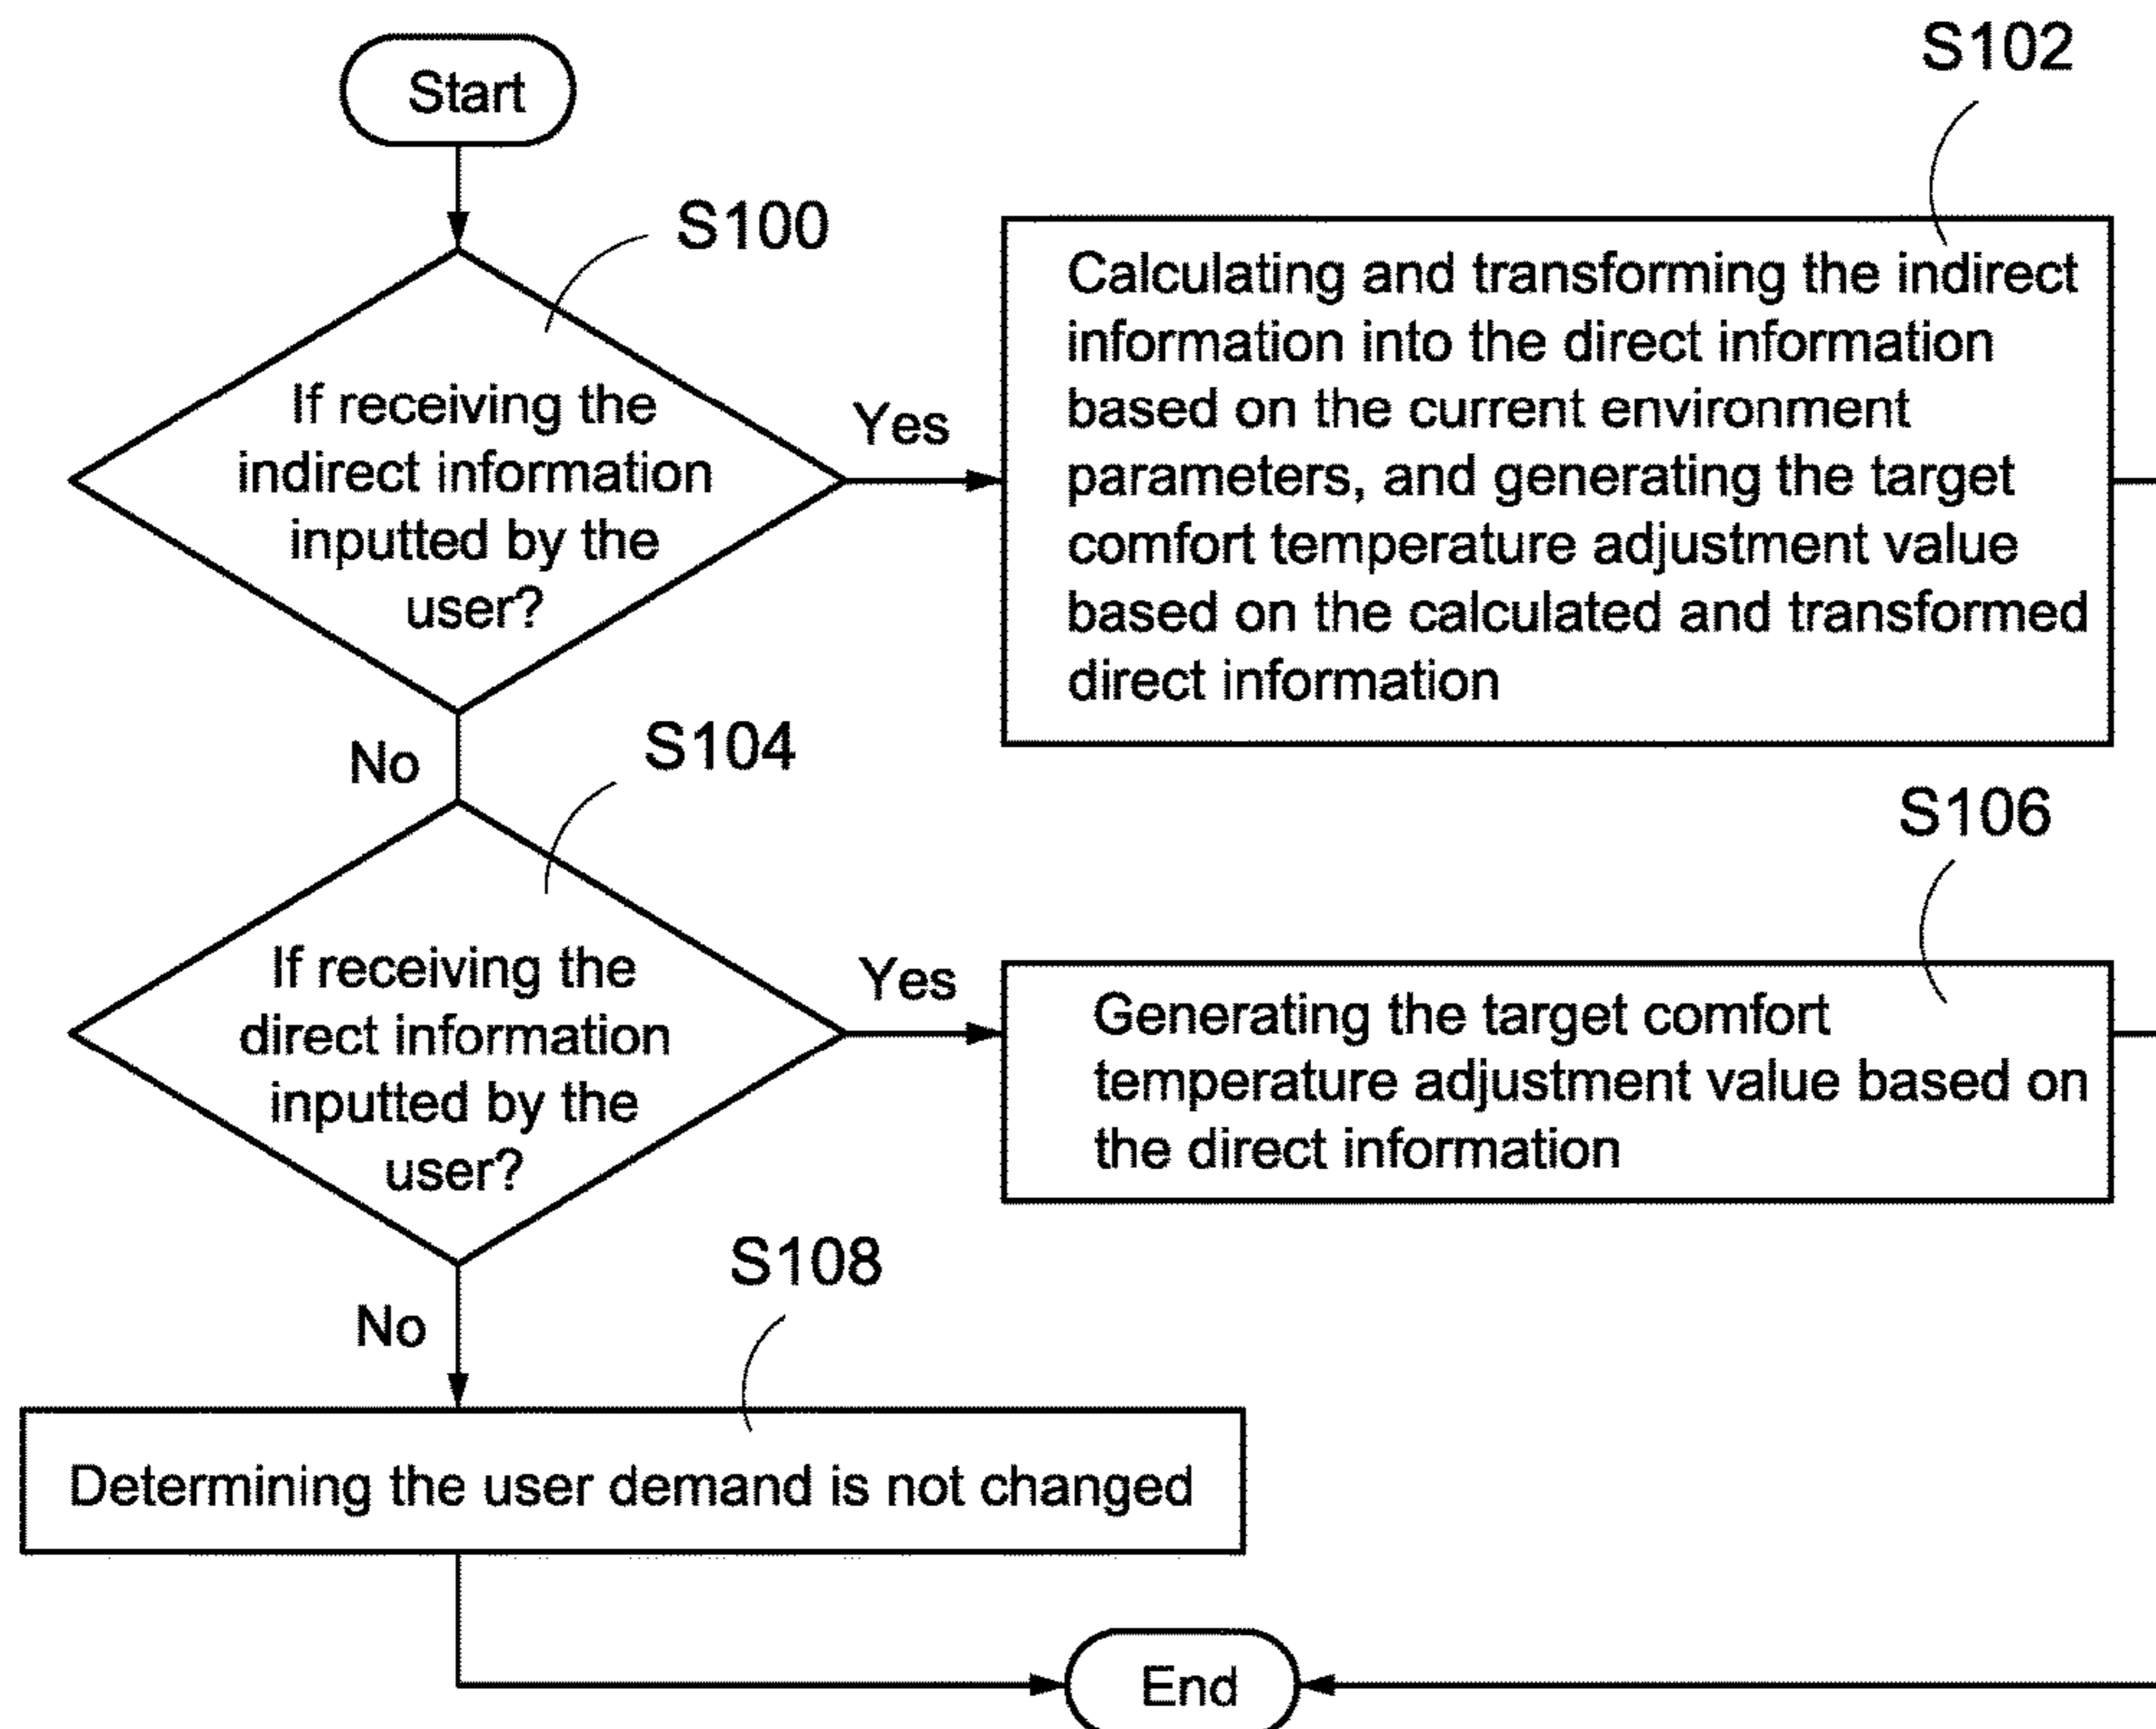 Start
S100
If receiving the
indirect information
inputted by the
user?
Yes
S102
Calculating and transforming the indirect
information into the direct information
based on the current environment
parameters, and generating the target
comfort temperature adjustment value
based on the calculated and transformed
direct information
No
S104
If receiving the
direct information
inputted by the
user?
Yes
S106
Generating the target comfort
temperature adjustment value based on
the direct information
No
S108
Determining the user demand is not changed
End